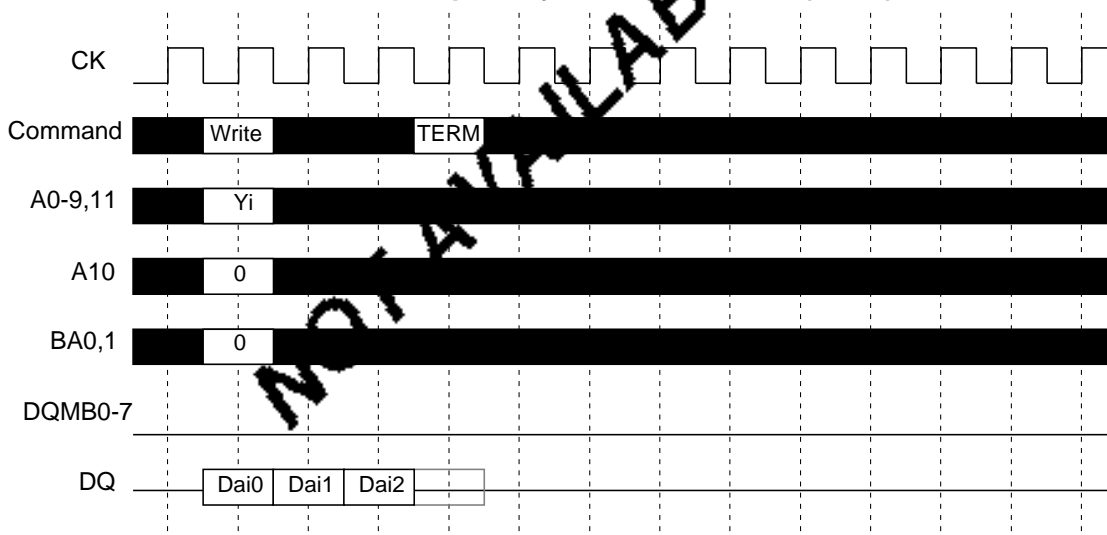 CK
Command Write TERM
A0-9,11 Yi
A10 0
BA0,1 0
DQMB0-7
DQ Dai0 Dai1 Dai2
NOT AVAILAB